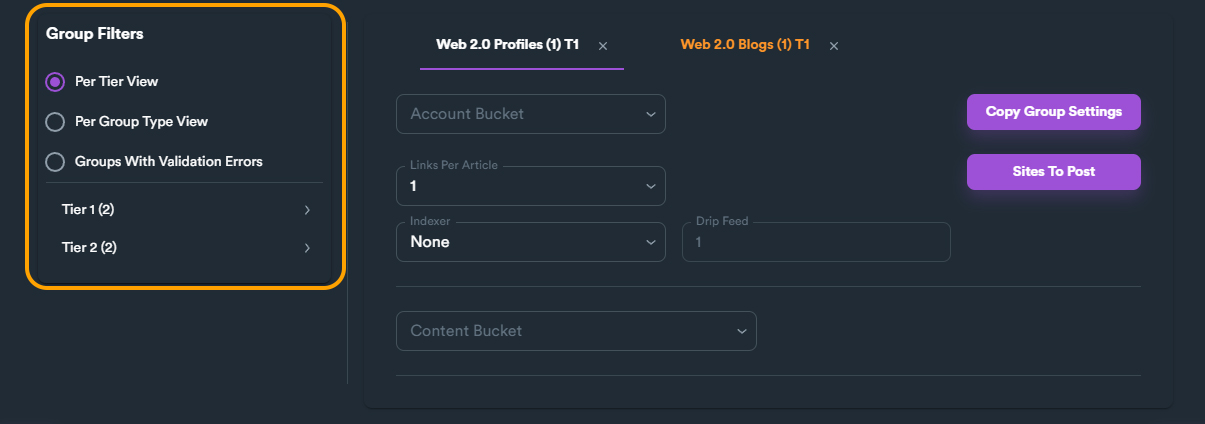 Group Filters
Per Tier View
Per Group Type View
Groups With Validation Errors
Tier 1 (2)
Tier 2 (2)
Web 2.0 Profiles (1) T1
Web 2.0 Blogs (1) T1
Account Bucket
Copy Group Settings
Links Per Article
1
Sites To Post
Indexer
None
Drip Feed
1
Content Bucket